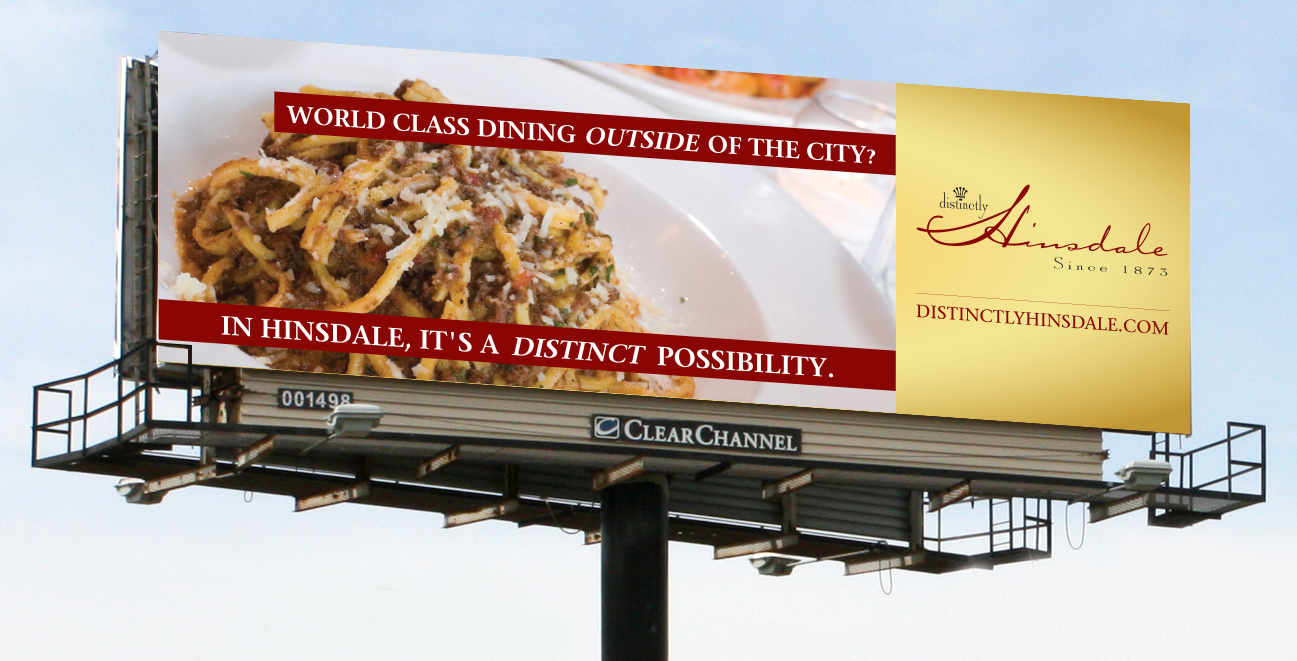 WORLD CLASS DINING OUTSIDE OF THE CITY?
IN HINSDALE, IT'S A DISTINCT POSSIBILITY.
distinctly
Hinsdale
Since 1873
DISTINCTLYHINSDALE.COM
001498
CLEARCHANNEL